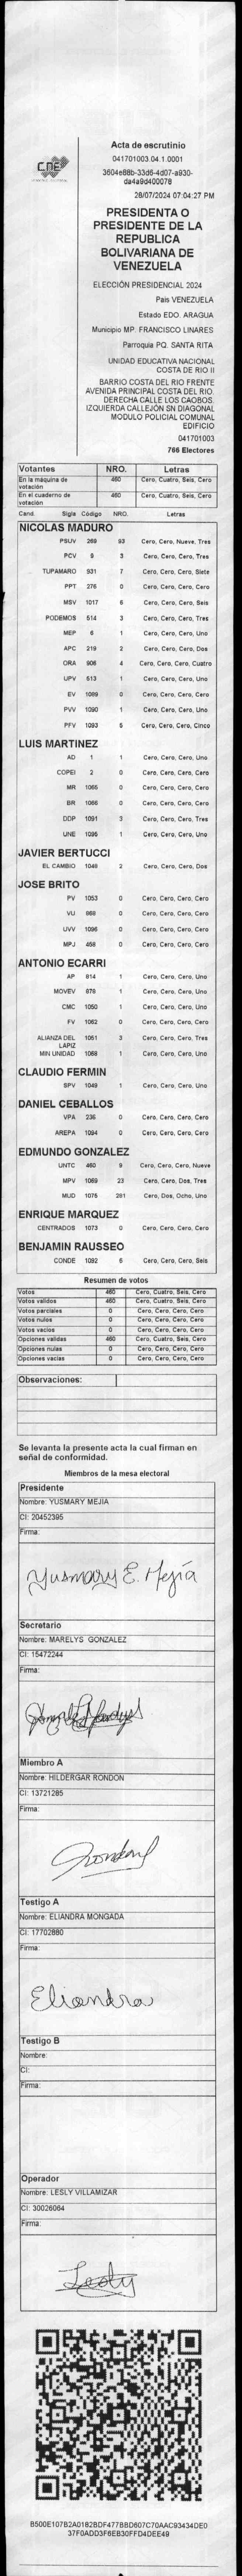 CNE
Acta de escrutinio
041701003.04.1.0001
3604e88b-33d6-4d07-a930-
da4a9d400078
28/07/2024 07:04:27 PM
PRESIDENTA O
PRESIDENTE DE LA
REPUBLICA
BOLIVARIANA DE
VENEZUELA
ELECCIÓN PRESIDENCIAL 2024
Pais VENEZUELA
Estado EDO. ARAGUA
Municipio MP. FRANCISCO LINARES
Parroquia PQ. SANTA RITA
UNIDAD EDUCATIVA NACIONAL
COSTA DE RIO II
BARRIO COSTA DEL RIO FRENTE
AVENIDA PRINCIPAL COSTA DEL RIO.
DERECHA CALLE LOS CAOBOS.
IZQUIERDA CALLEJÓN SN DIAGONAL
MODULO POLICIAL COMUNAL
EDIFICIO
041701003
766 Electores
Votantes NRO. Letras
En la máquina de votación 460 Cero, Cuatro, Seis, Cero
En el cuaderno de votación 460 Cero, Cuatro, Seis, Cero
Cand. Sigla Código NRO. Letras
NICOLAS MADURO
PSUV 269 93 Cero, Cero, Nueve, Tres
PCV 8 3 Cero, Cero, Cero, Tres
TUPAMARO 931 7 Cero, Cero, Cero, Siete
PPT 276 0 Cero, Cero, Cero, Cero
MSV 1017 6 Cero, Cero, Cero, Seis
PODEMOS 514 3 Cero, Cero, Cero, Tres
MEP 6 1 Cero, Cero, Cero, Uno
APC 219 2 Cero, Cero, Cero, Dos
ORA 906 4 Cero, Cero, Cero, Cuatro
UPV 513 1 Cero, Cero, Cero, Uno
EV 1089 0 Cero, Cero, Cero, Cero
PVV 1090 1 Cero, Cero, Cero, Uno
PFV 1093 5 Cero, Cero, Cero, Cinco
LUIS MARTINEZ
AD 1 1 Cero, Cero, Cero, Uno
COPEI 2 0 Cero, Cero, Cero, Cero
MR 1065 0 Cero, Cero, Cero, Cero
BR 1066 0 Cero, Cero, Cero, Cero
DDP 1091 3 Cero, Cero, Cero, Tres
UNE 1095 1 Cero, Cero, Cero, Uno
JAVIER BERTUCCI
EL CAMBIO 1048 2 Cero, Cero, Cero, Dos
JOSE BRITO
PV 1053 0 Cero, Cero, Cero, Cero
VU 868 0 Cero, Cero, Cero, Cero
UVV 1096 0 Cero, Cero, Cero, Cero
MPJ 458 0 Cero, Cero, Cero, Cero
ANTONIO ECARRI
AP 814 1 Cero, Cero, Cero, Uno
MOVEV 878 1 Cero, Cero, Cero, Uno
CMC 1050 1 Cero, Cero, Cero, Uno
FV 1062 0 Cero, Cero, Cero, Cero
ALIANZA DEL LAPIZ 1051 3 Cero, Cero, Cero, Tres
MIN UNIDAD 1068 1 Cero, Cero, Cero, Uno
CLAUDIO FERMIN
SPV 1049 1 Cero, Cero, Cero, Uno
DANIEL CEBALLOS
VPA 236 0 Cero, Cero, Cero, Cero
AREPA 1094 0 Cero, Cero, Cero, Cero
EDMUNDO GONZALEZ
UNTC 460 9 Cero, Cero, Cero, Nueve
MPV 1069 23 Cero, Cero, Dos, Tres
MUD 1075 281 Cero, Dos, Ocho, Uno
ENRIQUE MARQUEZ
CENTRADOS 1073 0 Cero, Cero, Cero, Cero
BENJAMIN RAUSSEO
CONDE 1092 6 Cero, Cero, Cero, Seis
Resumen de votos
Votos 460 Cero, Cuatro, Seis, Cero
Votos validos 460 Cero, Cuatro, Seis, Cero
Votos parciales 0 Cero, Cero, Cero, Cero
Votos nulos 0 Cero, Cero, Cero, Cero
Votos vacios 0 Cero, Cero, Cero, Cero
Opciones validas 460 Cero, Cuatro, Seis, Cero
Opciones nulas 0 Cero, Cero, Cero, Cero
Opciones vacias 0 Cero, Cero, Cero, Cero
Observaciones:
Se levanta la presente acta la cual firman en
señal de conformidad.
Miembros de la mesa electoral
Presidente
Nombre: YUSMARY MEJIA
CI: 20452395
Firma:
Yusmary E. Mejía
Secretario
Nombre: MARELYS GONZALEZ
CI: 15472244
Firma:
Miembro A
Nombre: HILDERGAR RONDON
CI: 13721285
Firma:
Rondon
Testigo A
Nombre: ELIANDRA MONGADA
CI: 17702880
Firma:
Eliandra
Testigo B
Nombre:
CI:
Firma:
Operador
Nombre: LESLY VILLAMIZAR
CI: 30026064
Firma:
Lesly
B500E107B2A0182BDF477BBD607C70AAC93434DE0
37F0ADD3F6EB30FFD4DEE49